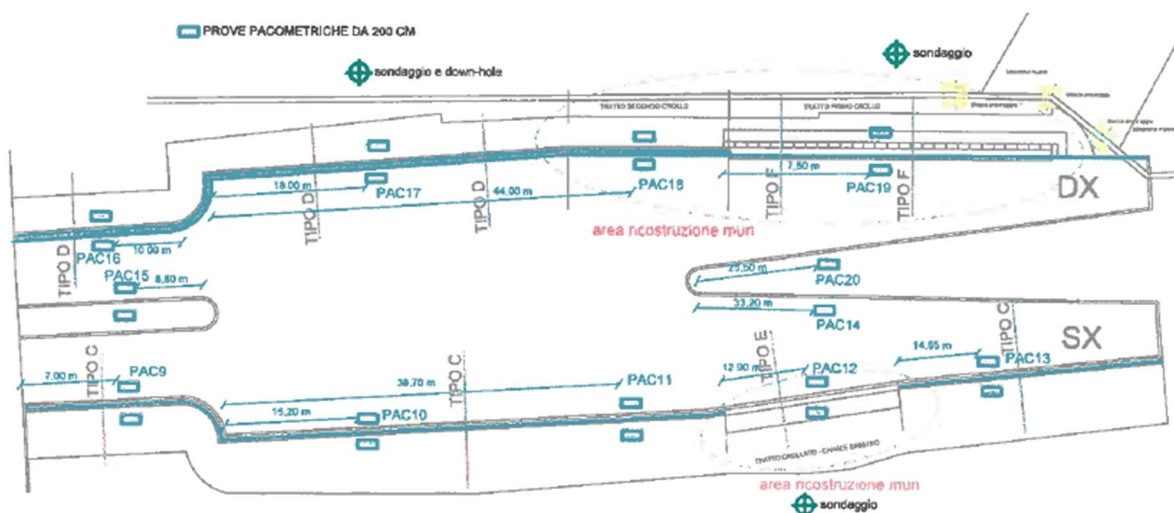 PROVE PACOMETRICHE DA 200 CM
sondaggio e down-hole
sondaggio
TRATTO SECONDO CROLLO
TRATTO PRIMO CROLLO
TIPO D
TIPO D
TIPO D
TIPO F
TIPO F
18.00 m
PAC17
44,00 m
PAC18
7,50 m
PAC19
DX
area ricostruzione muri
PAC16
10.00 m
PAC15
8,80 m
PAC20
33,20 m
PAC14
TIPO C
TIPO C
TIPO E
TIPO C
SX
7,00 m
PAC9
38,70 m
PAC11
15,20 m
PAC10
12,90 m
PAC12
14,65 m
PAC13
area ricostruzione muri
sondaggio